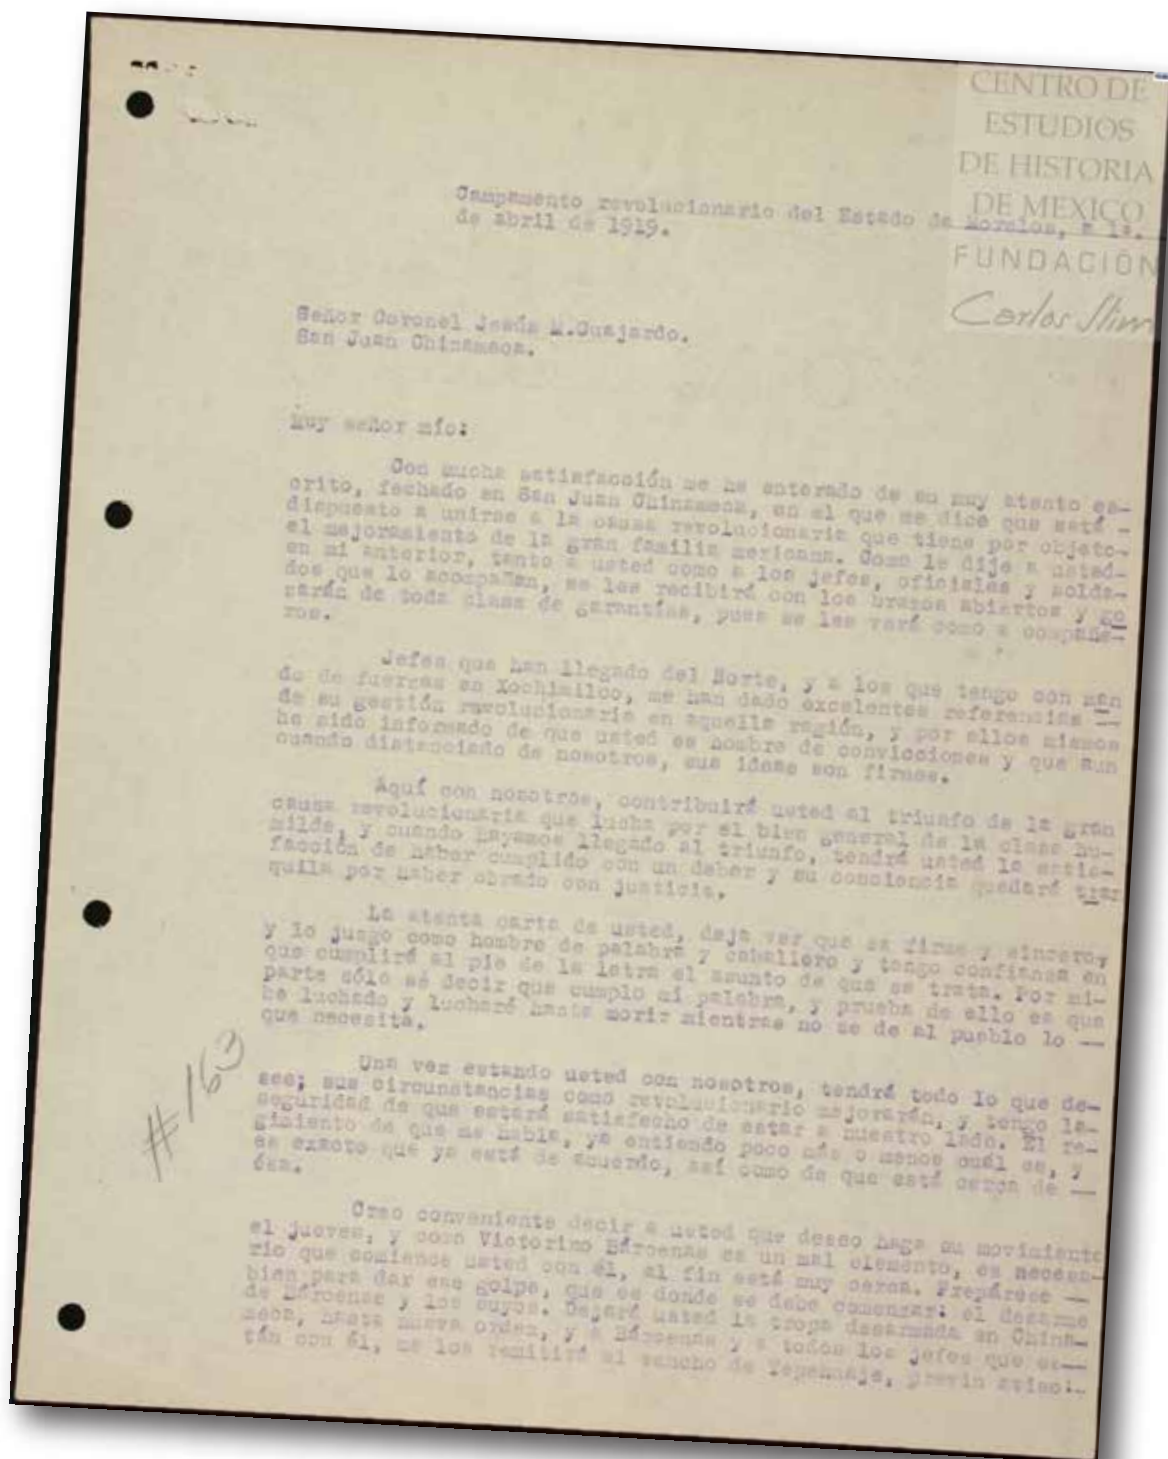 CENTRO DE
ESTUDIOS
DE HISTORIA
DE MEXICO
FUNDACIÓN
Carlos Slim
Campamento revolucionario del Estado de Morelos, a 1º.
de abril de 1919.
Señor Coronel Jesús M.Guajardo.
San Juan Chinameca.
Muy señor mío:
Con mucha satisfacción me he enterado de su muy atento es-
crito, fechado en San Juan Chinameca, en el que me dice que está -
dispuesto a unirse a la causa revolucionaria que tiene por objeto-
el mejoramiento de la gran familia mexicana. Como le dije a usted-
en mi anterior, tanto a usted como a los jefes, oficiales y solda-
dos que lo acompañan, se les recibirá con los brazos abiertos y go
zarán de toda clase de garantías, pues se les verá como a compañe-
ros.
Jefes que han llegado del Norte, y a los que tengo con man
do de fuerzas en Xochimilco, me han dado excelentes referencias --
de su gestión revolucionaria en aquella región, y por ellos mismos
he sido informado de que usted es hombre de convicciones y que aun
cuando distanciado de nosotros, sus ideas son firmes.
Aquí con nosotros, contribuirá usted al triunfo de la gran
causa revolucionaria que lucha por el bien general de la clase hu-
milde, y cuando hayamos llegado al triunfo, tendrá usted la satis-
facción de haber cumplido con un deber y su conciencia quedará tran
quila por haber obrado con justicia.
La atenta carta de usted, deja ver que es firme y sincero,
y lo juzgo como hombre de palabra y caballero y tengo confianza en
que cumplirá al pie de la letra el asunto de que se trata. Por mi-
parte sólo sé decir que cumplo mi palabra, y prueba de ello es que
he luchado y lucharé hasta morir mientras no se de al pueblo lo --
que necesita.
#163
Una vez estando usted con nosotros, tendrá todo lo que de-
see; sus circunstancias como revolucionario mejorarán, y tengo la-
seguridad de que estará satisfecho de estar a nuestro lado. El re-
gimiento de que me habla, ya entiendo poco más o menos cuál es, y
es exacto que ya está de acuerdo, así como de que está cerca de --
ésa.
Creo conveniente decir a usted que deseo haga su movimiento
el jueves, y como Victorino Bárcenas es un mal elemento, es necesa-
rio que comience usted con él, al fin está muy cerca. Prepárese --
bien para dar ese golpe, que es donde se debe comenzar: el desarme
de Bárcenas y los suyos. Dejará usted la tropa desarmada en China-
meca, hasta nueva orden, y a Bárcenas y a todos los jefes que es--
tán con él, me los remitirá al rancho de Tepehuaje, previo aviso:-